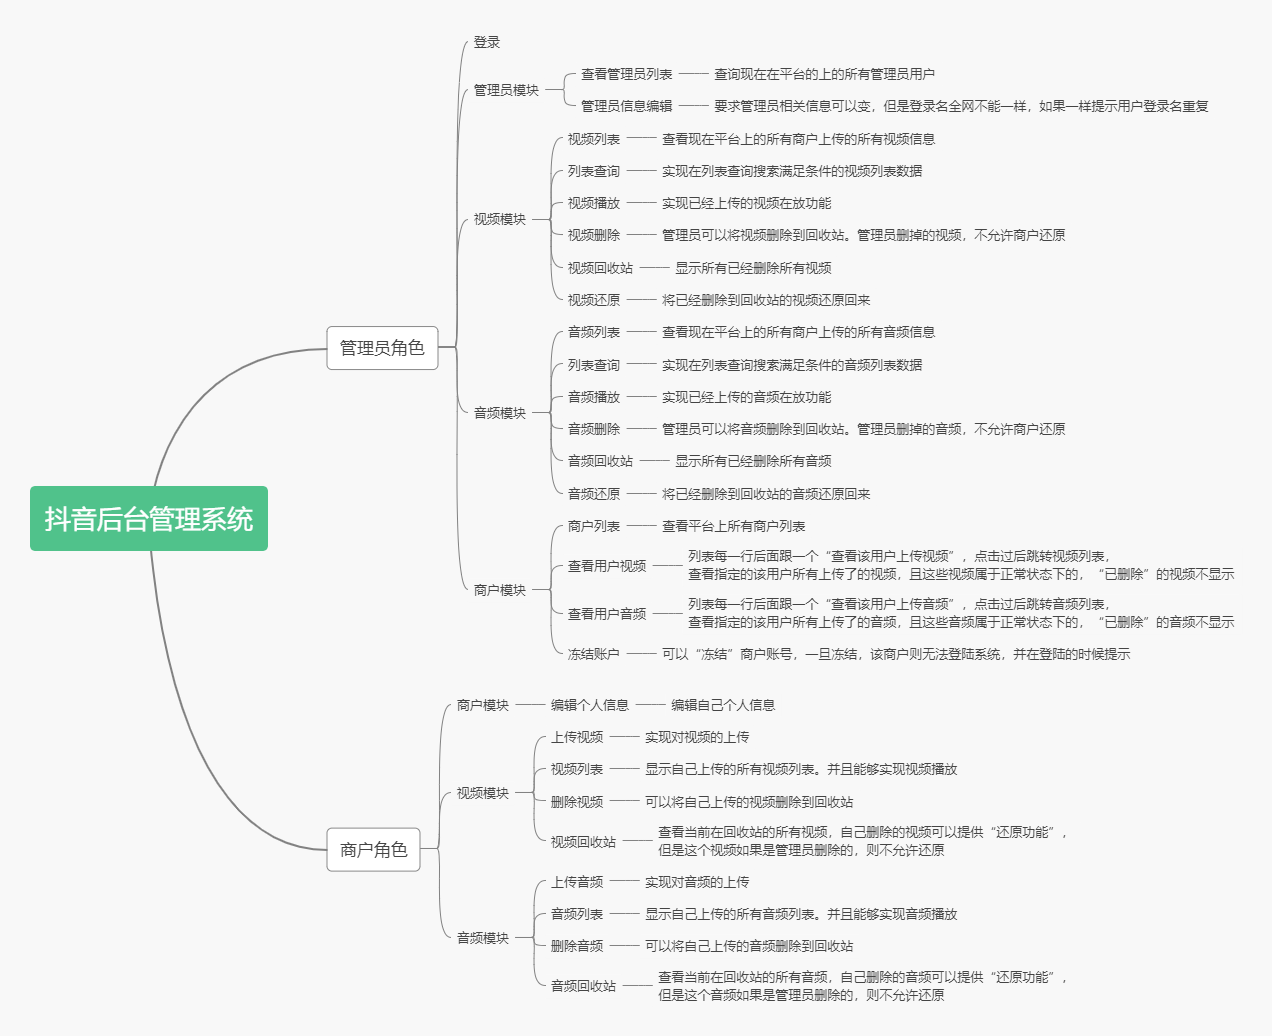 抖音后台管理系统
管理员角色
登录
管理员模块
查看管理员列表
查询现在在平台的上的所有管理员用户
管理员信息编辑
要求管理员相关信息可以变，但是登录名全网不能一样，如果一样提示用户登录名重复
视频模块
视频列表
查看现在平台上的所有商户上传的所有视频信息
列表查询
实现在列表查询搜素满足条件的视频列表数据
视频播放
实现已经上传的视频在放功能
视频删除
管理员可以将视频删除到回收站。管理员删掉的视频，不允许商户还原
视频回收站
显示所有已经删除所有视频
视频还原
将已经删除到回收站的视频还原回来
音频模块
音频列表
查看现在平台上的所有商户上传的所有音频信息
列表查询
实现在列表查询搜素满足条件的音频列表数据
音频播放
实现已经上传的音频在放功能
音频删除
管理员可以将音频删除到回收站。管理员删掉的音频，不允许商户还原
音频回收站
显示所有已经删除所有音频
音频还原
将已经删除到回收站的音频还原回来
商户模块
商户列表
查看平台上所有商户列表
查看用户视频
列表每一行后面跟一个“查看该用户上传视频”，点击过后跳转视频列表，
查看指定的该用户所有上传了的视频，且这些视频属于正常状态下的，“已删除”的视频不显示
查看用户音频
列表每一行后面跟一个“查看该用户上传音频”，点击过后跳转音频列表，
查看指定的该用户所有上传了的音频，且这些音频属于正常状态下的，“已删除”的音频不显示
冻结账户
可以“冻结”商户账号，一旦冻结，该商户则无法登陆系统，并在登陆的时候提示
商户角色
商户模块
编辑个人信息
编辑自己个人信息
视频模块
上传视频
实现对视频的上传
视频列表
显示自己上传的所有视频列表。并且能够实现视频播放
删除视频
可以将自己上传的视频删除到回收站
视频回收站
查看当前在回收站的所有视频，自己删除的视频可以提供“还原功能”，
但是这个视频如果是管理员删除的，则不允许还原
音频模块
上传音频
实现对音频的上传
音频列表
显示自己上传的所有音频列表。并且能够实现音频播放
删除音频
可以将自己上传的音频删除到回收站
音频回收站
查看当前在回收站的所有音频，自己删除的音频可以提供“还原功能”，
但是这个音频如果是管理员删除的，则不允许还原